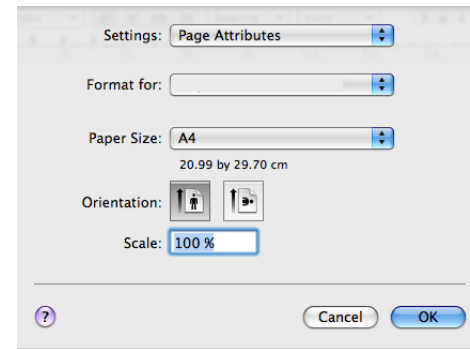 Settings: Page Attributes
Format for:
Paper Size: A4
20.99 by 29.70 cm
Orientation:
Scale: 100 %
?
Cancel OK